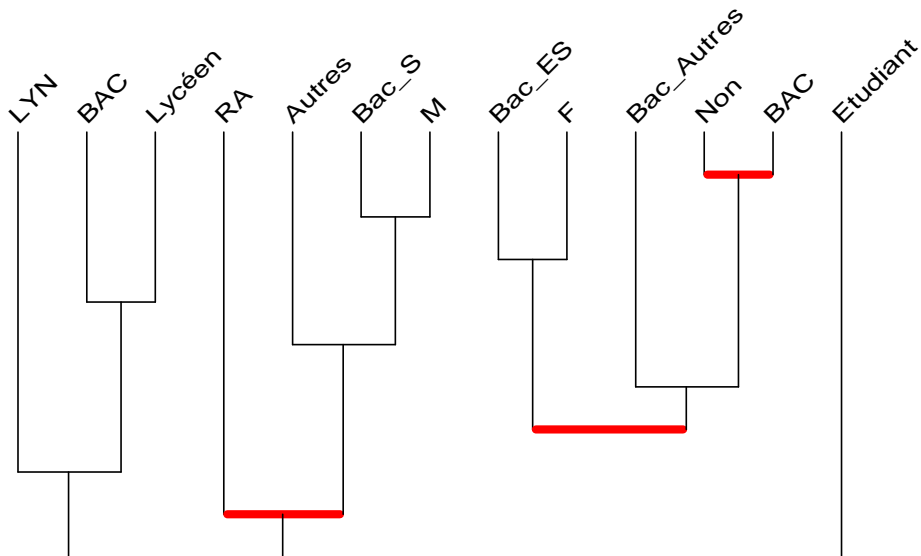 LYN
BAC
Lycéen
RA
Autres
Bac_S
M
Bac_ES
F
Bac_Autres
Non
BAC
Etudiant